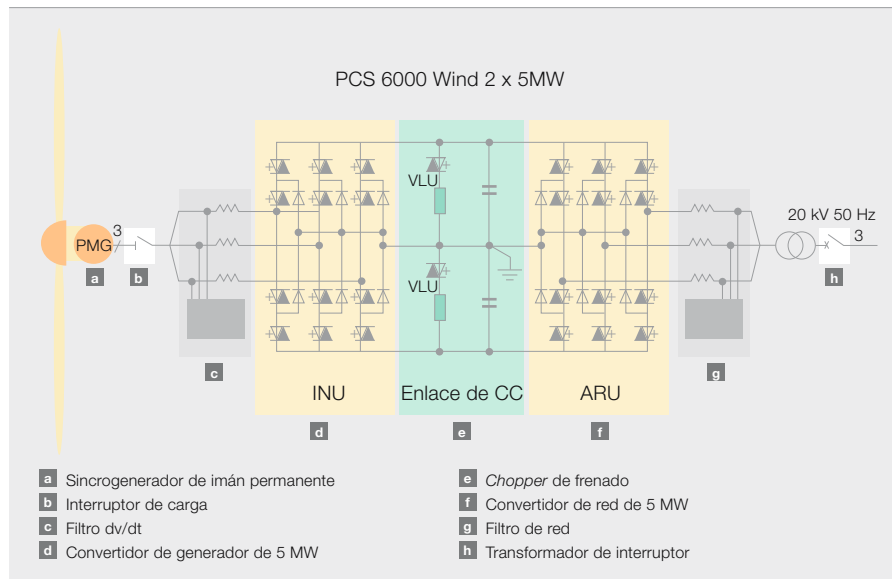 PCS 6000 Wind 2 x 5MW
VLU
20 kV 50 Hz
3
3
PMG
a
b
h
VLU
c
g
INU
Enlace de CC
ARU
d
e
f
a Sincrogenerador de imán permanente
b Interruptor de carga
c Filtro dv/dt
d Convertidor de generador de 5 MW
e Chopper de frenado
f Convertidor de red de 5 MW
g Filtro de red
h Transformador de interruptor